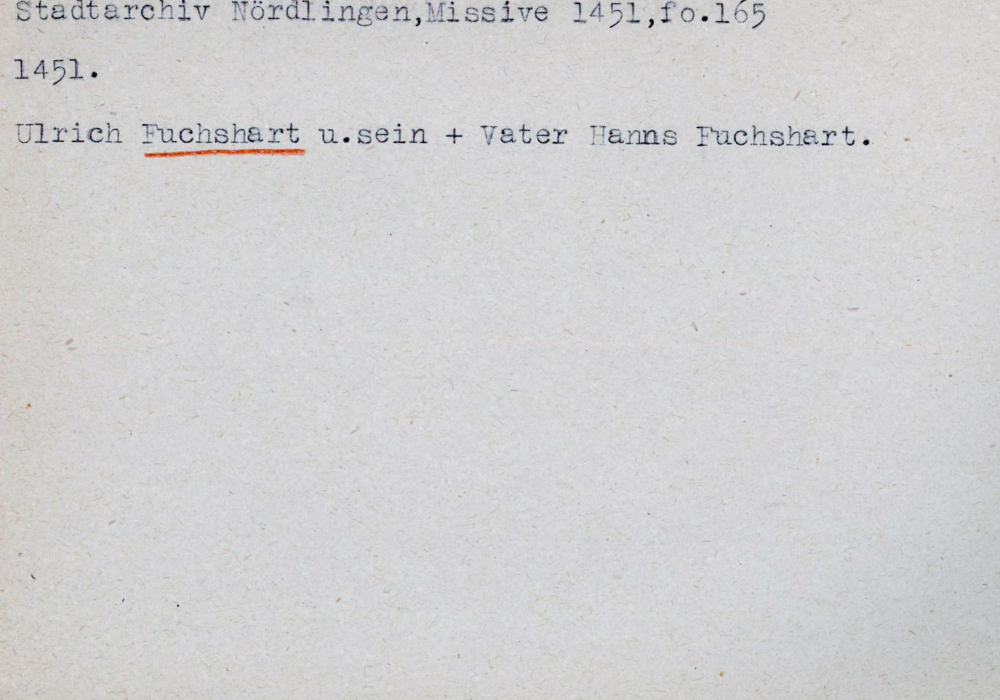 Stadtarchiv Nördlingen,Missive 1451,fo.165
1451.
Ulrich Fuchshart u.sein + Vater Hanns Fuchshart.